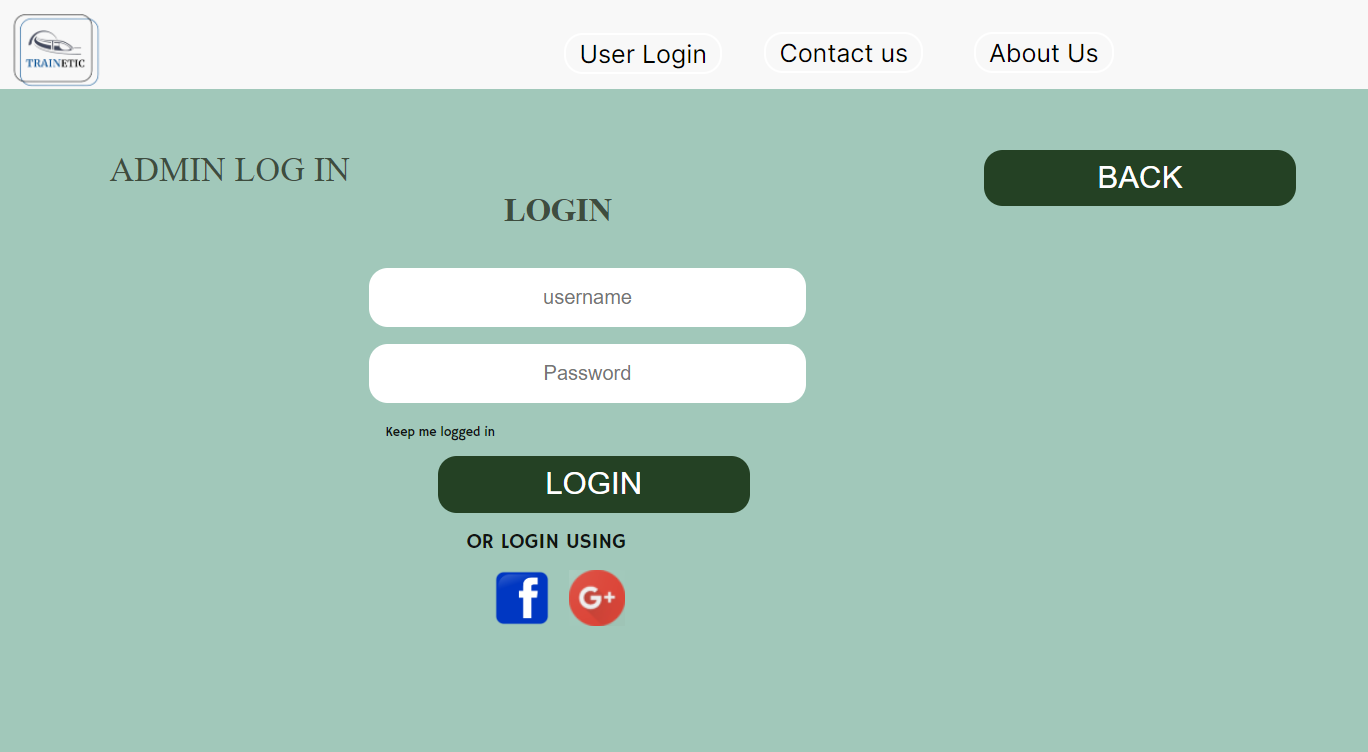 TRAINETIC
User Login
Contact us
About Us
ADMIN LOG IN
BACK
LOGIN
username
Password
Keep me logged in
LOGIN
OR LOGIN USING
f
G+